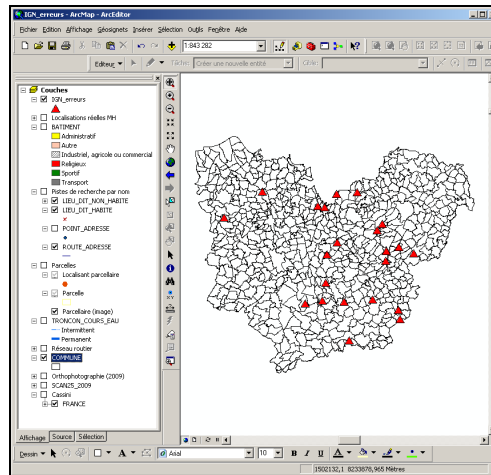 IGN_erreurs - ArcMap - ArcEditor
Fichier Edition Affichage Géosignets Insérer Sélection Outils Fenêtre Aide
1:843 282
Editeur Tâche: Créer une nouvelle entité Cible:
Couches
IGN_erreurs
Localisations réelles MH
BATIMENT
Administratif
Autre
Industriel, agricole ou commercial
Religieux
Sportif
Transport
Pistes de recherche par nom
LIEU_DIT_NON_HABITE
LIEU_DIT_HABITE
POINT_ADRESSE
ROUTE_ADRESSE
Parcelles
Localisant parcellaire
Parcelle
Parcellaire (image)
TRONCON_COURS_EAU
Intermittent
Permanent
Réseau routier
COMMUNE
Orthophotographie (2009)
SCAN25_2009
Cassini
FRANCE
Affichage Source Sélection
Dessin A Arial 10 B I U A
1502132,1 8233878,965 Mètres